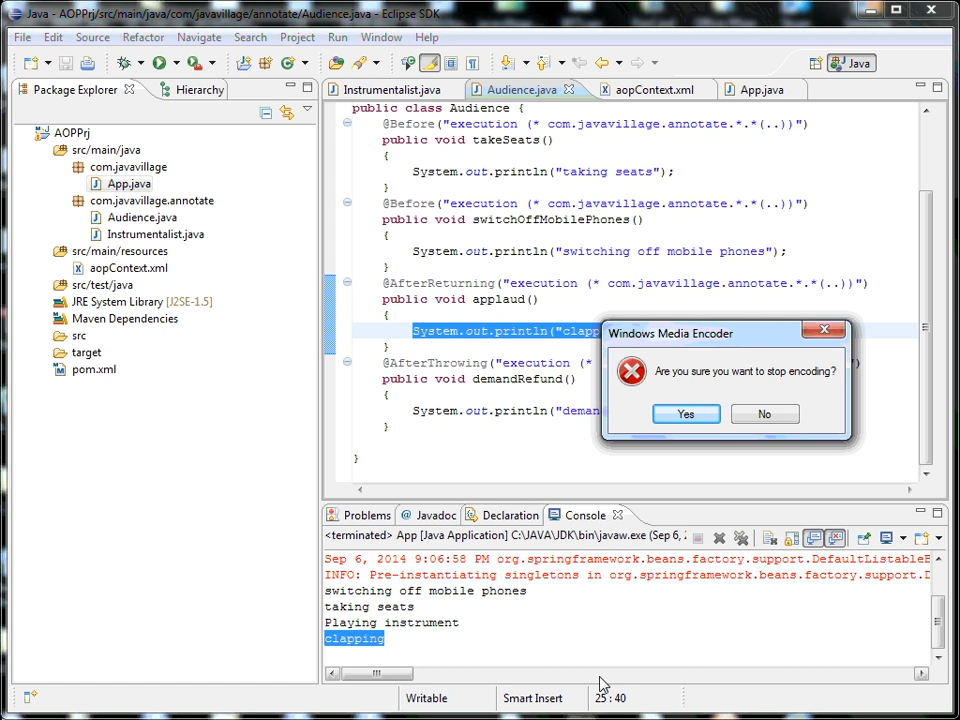 Java - AOPPrj/src/main/java/com/javavillage/annotate/Audience.java - Eclipse SDK
File Edit Source Refactor Navigate Search Project Run Window Help
Java
Package Explorer Hierarchy
AOPPrj
src/main/java
com.javavillage
App.java
com.javavillage.annotate
Audience.java
Instrumentalist.java
src/main/resources
aopContext.xml
src/test/java
JRE System Library [J2SE-1.5]
Maven Dependencies
src
target
pom.xml
Instrumentalist.java Audience.java aopContext.xml App.java
public class Audience {
@Before("execution (* com.javavillage.annotate.*.*(..))")
public void takeSeats()
{
System.out.println("taking seats");
}
@Before("execution (* com.javavillage.annotate.*.*(..))")
public void switchOffMobilePhones()
{
System.out.println("switching off mobile phones");
}
@AfterReturning("execution (* com.javavillage.annotate.*.*(..))")
public void applaud()
{
System.out.println("clapp
}
@AfterThrowing("execution (* )
public void demandRefund()
{
System.out.println("dema
}
}
Windows Media Encoder
Are you sure you want to stop encoding?
Yes No
Problems Javadoc Declaration Console
<terminated> App [Java Application] C:\JAVA\JDK\bin\javaw.exe (Sep 6,
Sep 6, 2014 9:06:58 PM org.springframework.beans.factory.support.DefaultListableB
INFO: Pre-instantiating singletons in org.springframework.beans.factory.support.D
switching off mobile phones
taking seats
Playing instrument
clapping
Writable Smart Insert 25 : 40